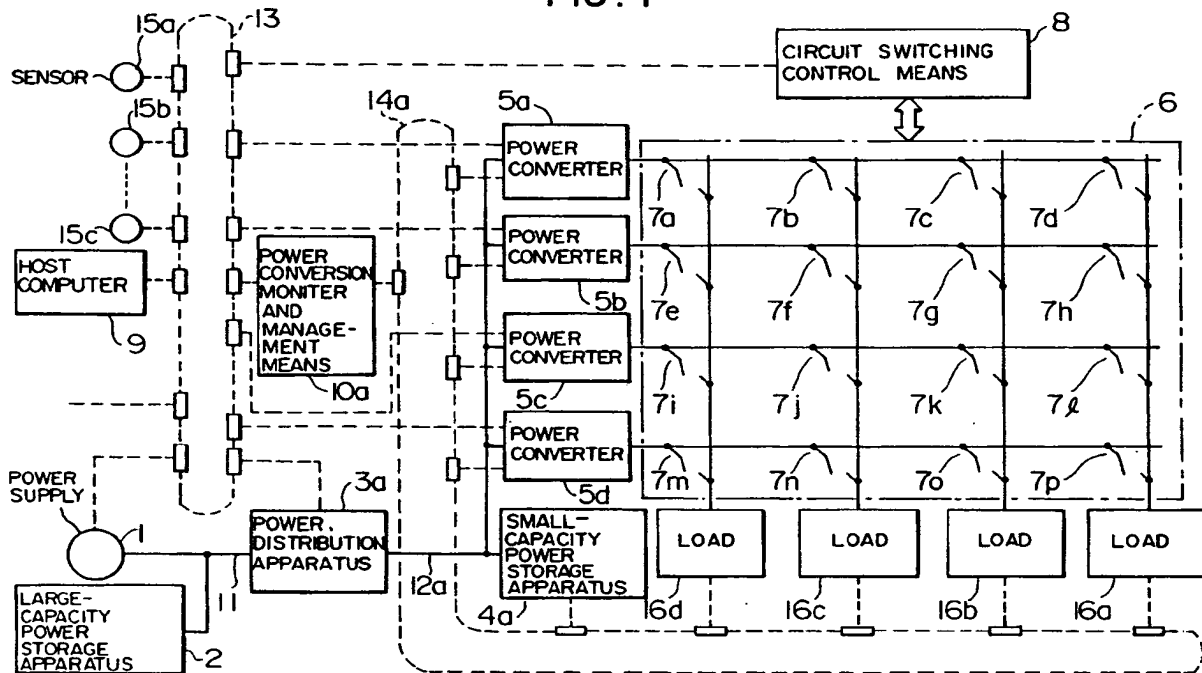 FIG. 1
15a
13
SENSOR
15b
15c
HOST
COMPUTER
9
14a
POWER
CONVERSION
MONITER
AND
MANAGE-
MENT
MEANS
10a
CIRCUIT SWITCHING
CONTROL MEANS
8
6
5a
POWER
CONVERTER
7a
7b
7c
7d
POWER
CONVERTER
5b
7e
7f
7g
7h
POWER
CONVERTER
5c
7i
7j
7k
7l
POWER
CONVERTER
5d
7m
7n
7o
7p
POWER
SUPPLY
1
3a
POWER
DISTRIBUTION
APPARATUS
11
12a
LARGE-
CAPACITY
POWER
STORAGE
APPARATUS
2
SMALL-
CAPACITY
POWER
STORAGE
APPARATUS
4a
LOAD
LOAD
LOAD
LOAD
16d
16c
16b
16a